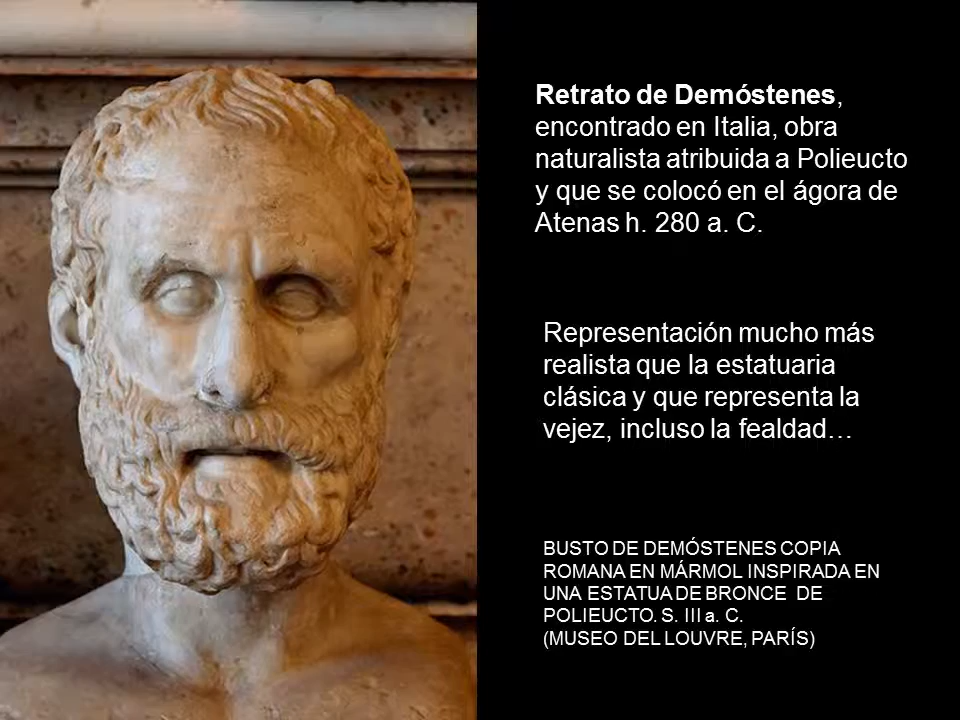 Retrato de Demóstenes,
encontrado en Italia, obra
naturalista atribuida a Polieucto
y que se colocó en el ágora de
Atenas h. 280 a. C.
Representación mucho más
realista que la estatuaria
clásica y que representa la
vejez, incluso la fealdad…
BUSTO DE DEMÓSTENES COPIA
ROMANA EN MÁRMOL INSPIRADA EN
UNA ESTATUA DE BRONCE  DE
POLIEUCTO. S. III a. C.
(MUSEO DEL LOUVRE, PARÍS)